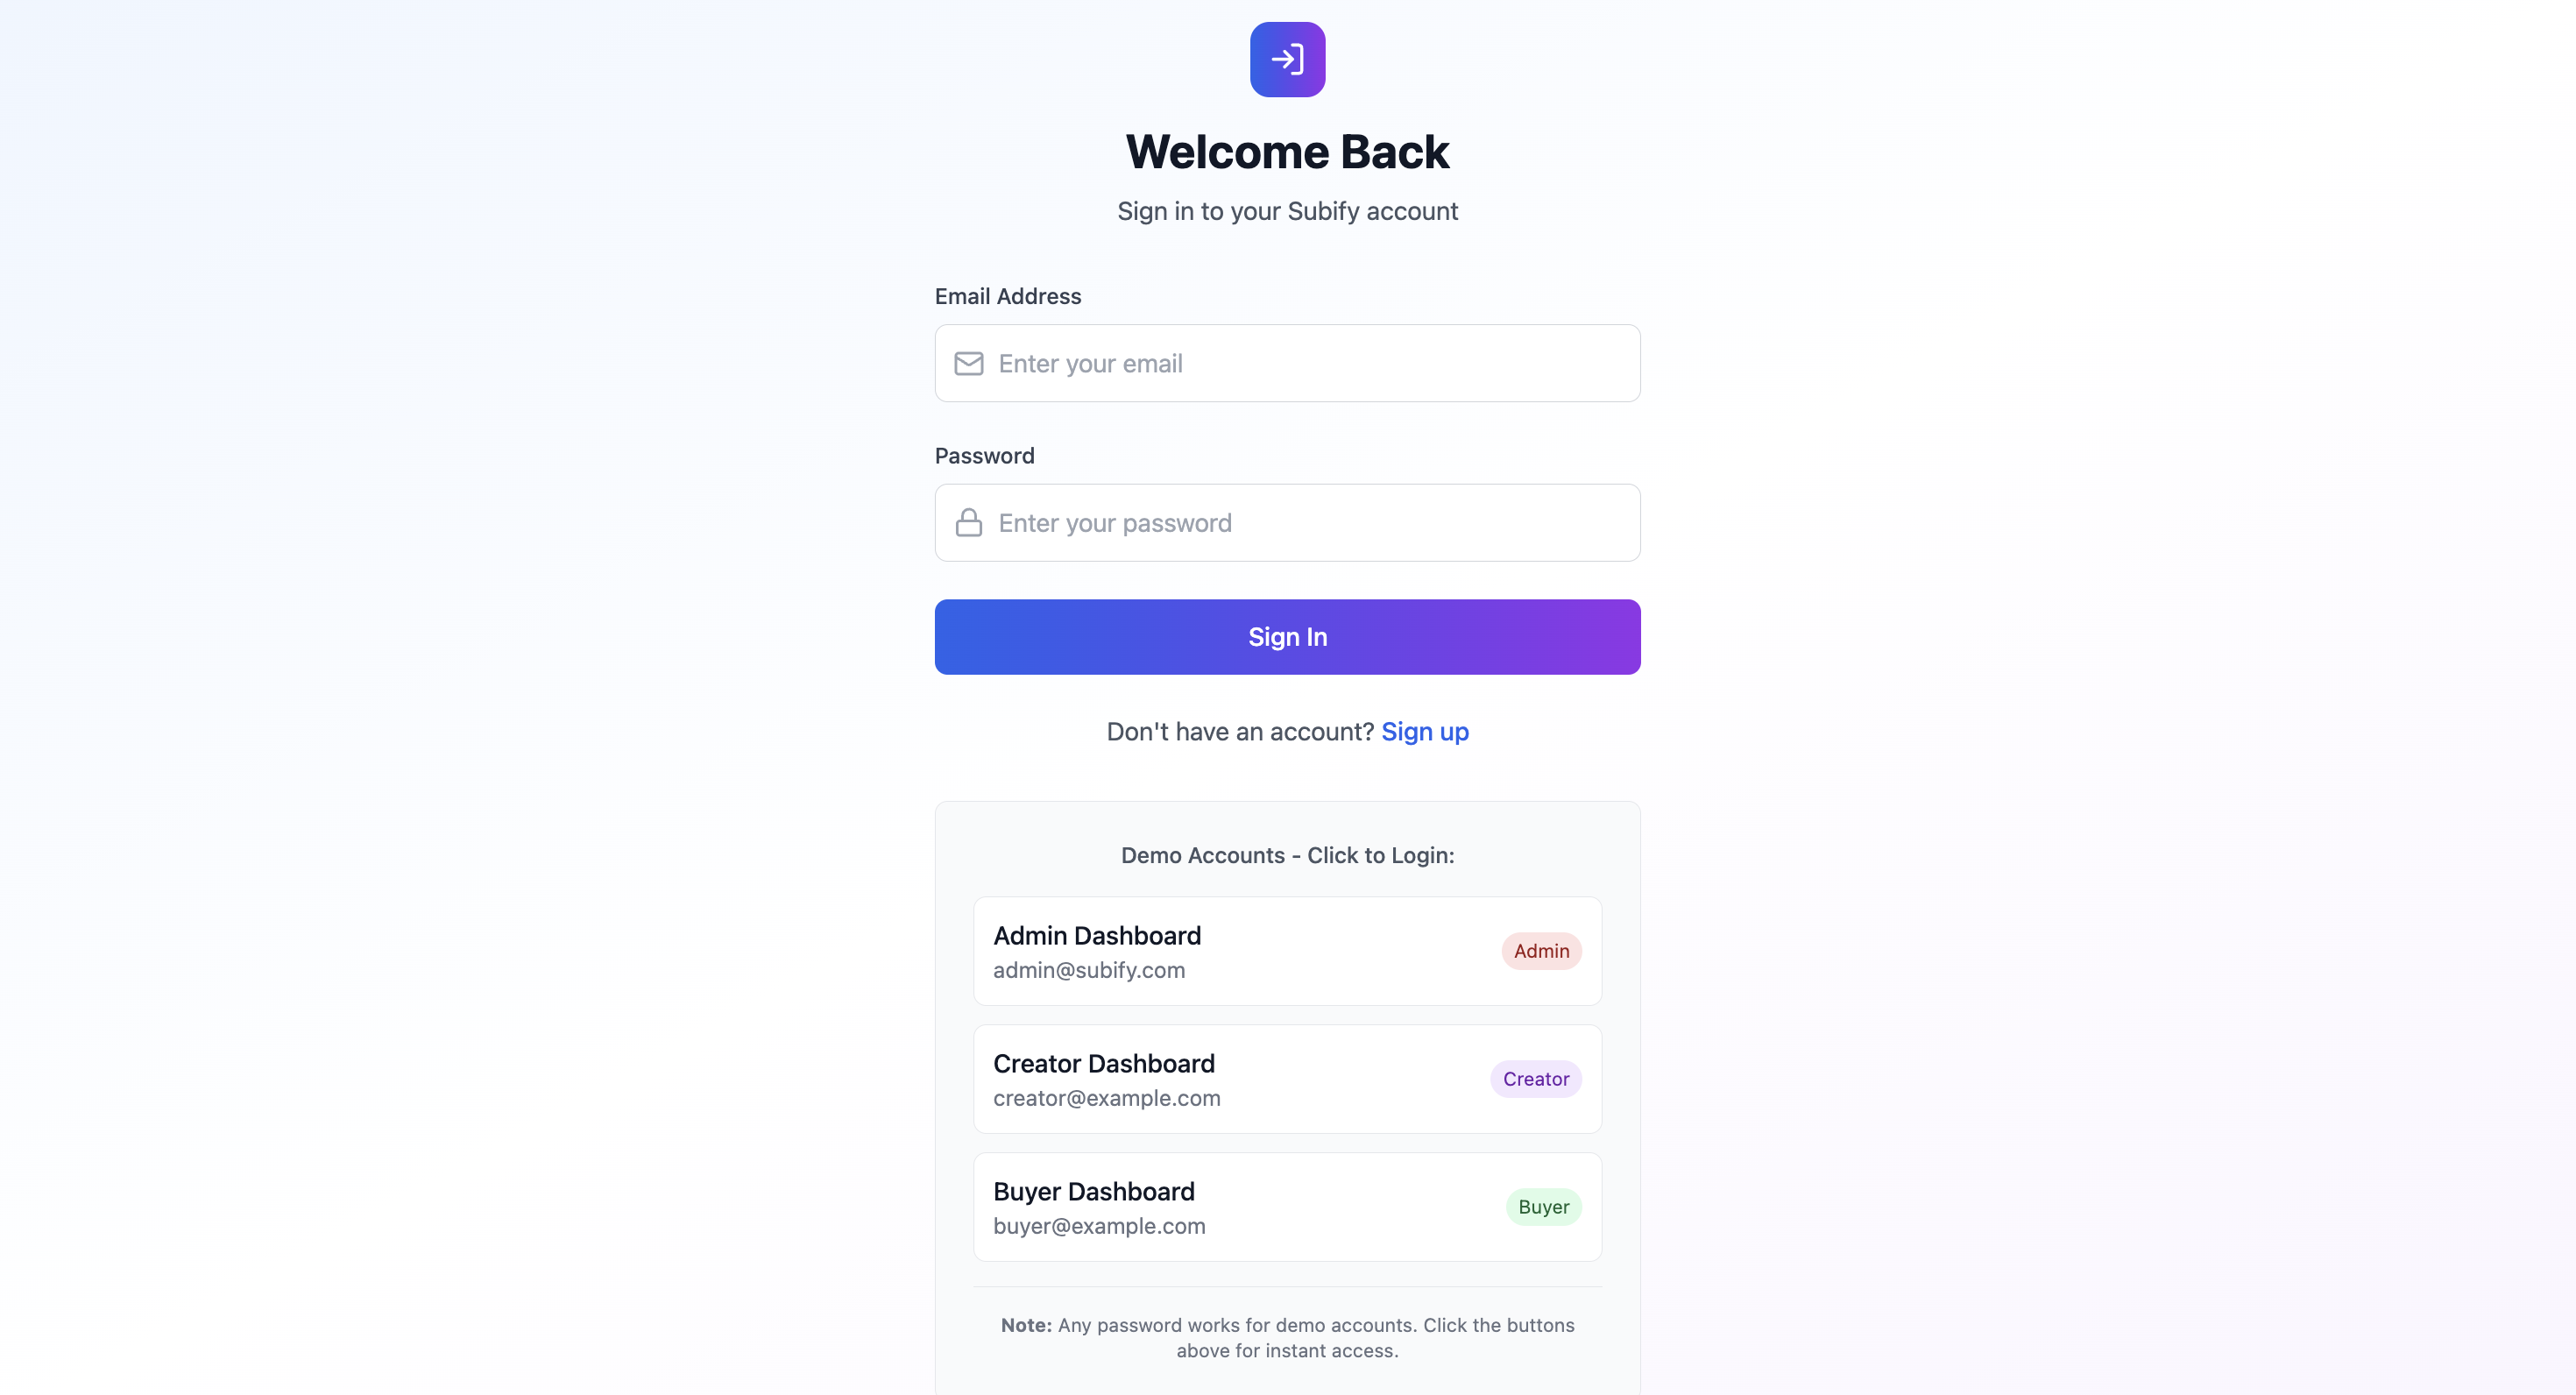 Welcome Back
Sign in to your Subify account
Email Address
Enter your email
Password
Enter your password
Sign In
Don't have an account? Sign up
Demo Accounts - Click to Login:
Admin Dashboard
admin@subify.com
Admin
Creator Dashboard
creator@example.com
Creator
Buyer Dashboard
buyer@example.com
Buyer
Note: Any password works for demo accounts. Click the buttons
above for instant access.